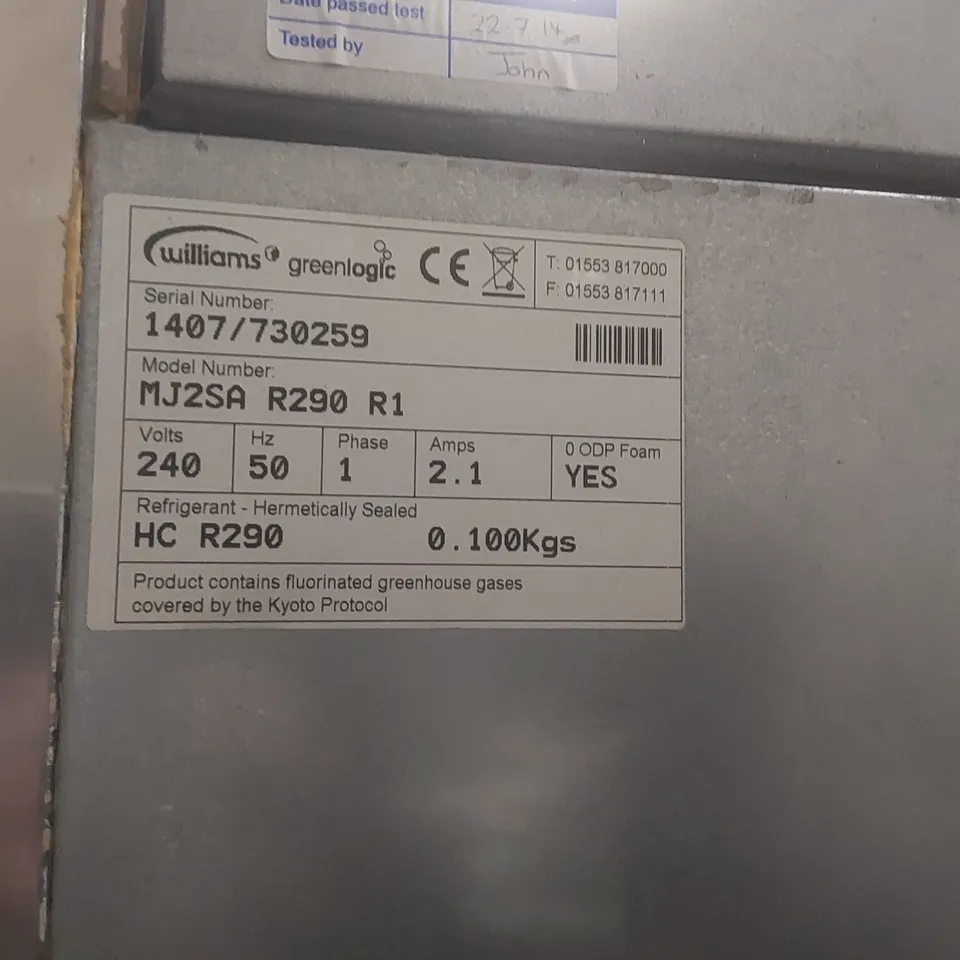 Date passed test 22.7.14
Tested by John
williams greenlogic CE
T: 01553 817000
F: 01553 817111
Serial Number:
1407/730259
Model Number:
MJ2SA R290 R1
Volts Hz Phase Amps 0 ODP Foam
240 50 1 2.1 YES
Refrigerant - Hermetically Sealed
HC R290 0.100Kgs
Product contains fluorinated greenhouse gases
covered by the Kyoto Protocol